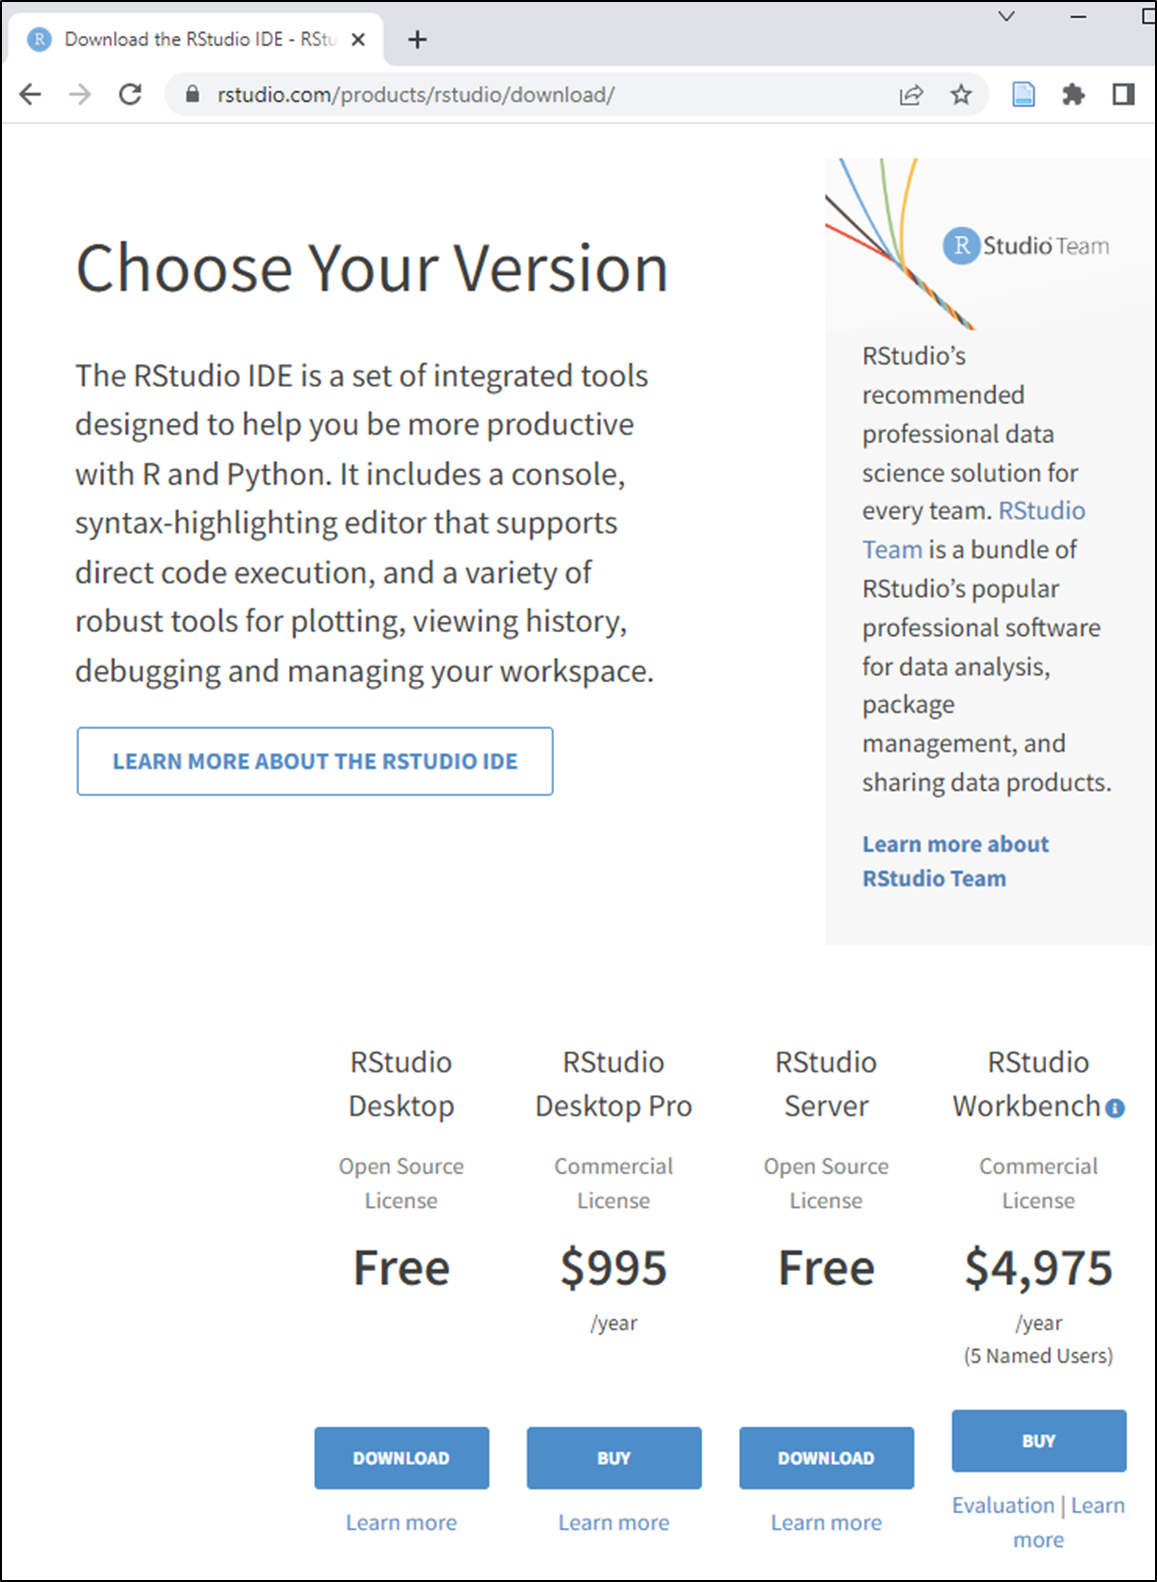 Download the RStudio IDE - RStu
rstudio.com/products/rstudio/download/
Choose Your Version
The RStudio IDE is a set of integrated tools
designed to help you be more productive
with R and Python. It includes a console,
syntax-highlighting editor that supports
direct code execution, and a variety of
robust tools for plotting, viewing history,
debugging and managing your workspace.
LEARN MORE ABOUT THE RSTUDIO IDE
R Studio Team
RStudio’s
recommended
professional data
science solution for
every team. RStudio
Team is a bundle of
RStudio’s popular
professional software
for data analysis,
package
management, and
sharing data products.
Learn more about
RStudio Team
RStudio
Desktop
Open Source
License
Free
DOWNLOAD
Learn more
RStudio
Desktop Pro
Commercial
License
$995
/year
BUY
Learn more
RStudio
Server
Open Source
License
Free
DOWNLOAD
Learn more
RStudio
Workbench
Commercial
License
$4,975
/year
(5 Named Users)
BUY
Evaluation | Learn
more